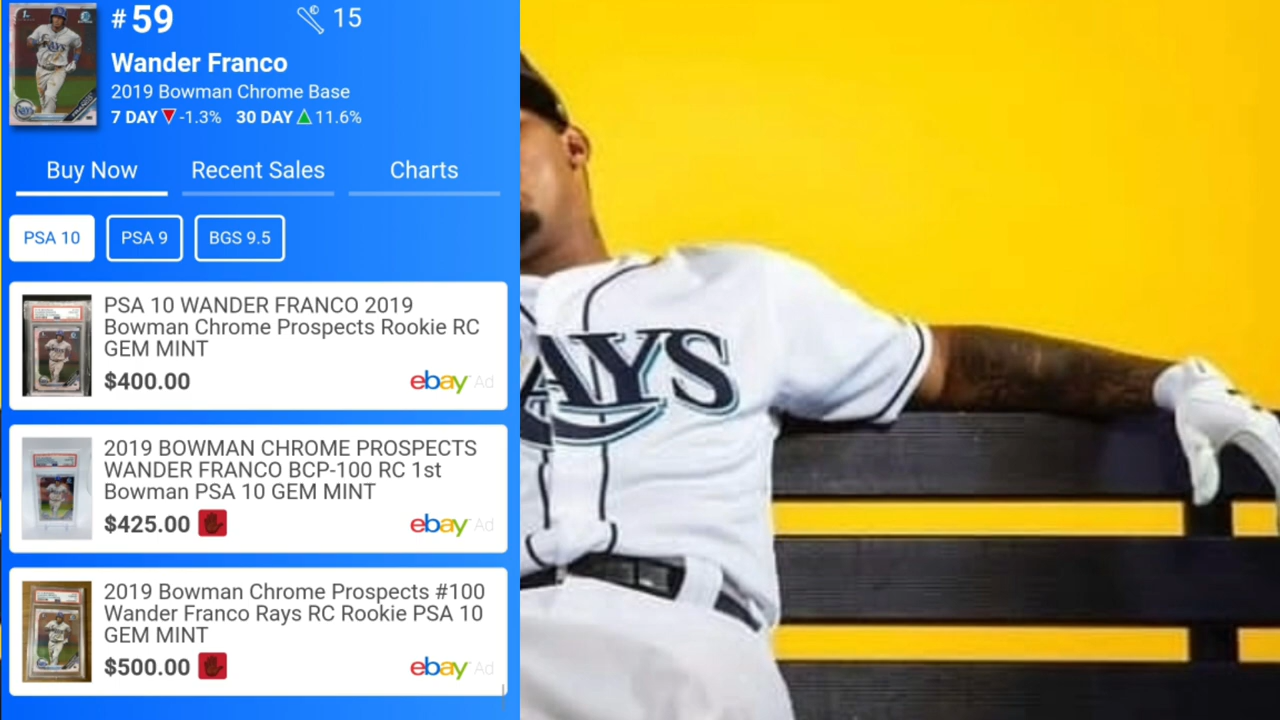 #59
15
Wander Franco
2019 Bowman Chrome Base
7 DAY -1.3% 30 DAY 11.6%
Buy Now Recent Sales Charts
PSA 10 PSA 9 BGS 9.5
PSA 10 WANDER FRANCO 2019
Bowman Chrome Prospects Rookie RC
GEM MINT
$400.00
ebay Ad
2019 BOWMAN CHROME PROSPECTS
WANDER FRANCO BCP-100 RC 1st
Bowman PSA 10 GEM MINT
$425.00
ebay Ad
2019 Bowman Chrome Prospects #100
Wander Franco Rays RC Rookie PSA 10
GEM MINT
$500.00
ebay Ad
RAYS